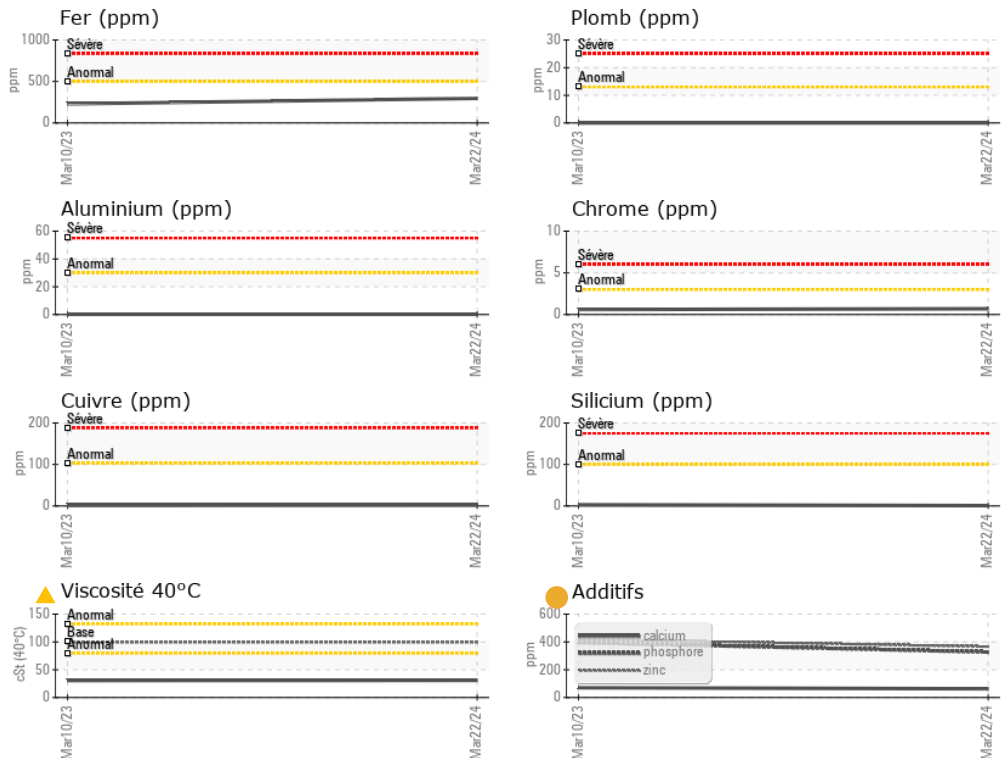 Fer (ppm)
1000
500
0
ppm
Sévère
Anormal
Mar10/23
Mar22/24
Plomb (ppm)
30
20
10
0
ppm
Sévère
Anormal
Mar10/23
Mar22/24
Aluminium (ppm)
60
40
20
0
ppm
Sévère
Anormal
Mar10/23
Mar22/24
Chrome (ppm)
10
5
0
ppm
Sévère
Anormal
Mar10/23
Mar22/24
Cuivre (ppm)
200
100
0
ppm
Sévère
Anormal
Mar10/23
Mar22/24
Silicium (ppm)
200
100
0
ppm
Sévère
Anormal
Mar10/23
Mar22/24
Viscosité 40°C
150
100
50
0
cSt (40°C)
Anormal
Base
Anormal
Mar10/23
Mar22/24
Additifs
600
400
200
0
ppm
calcium
phosphore
zinc
Mar10/23
Mar22/24